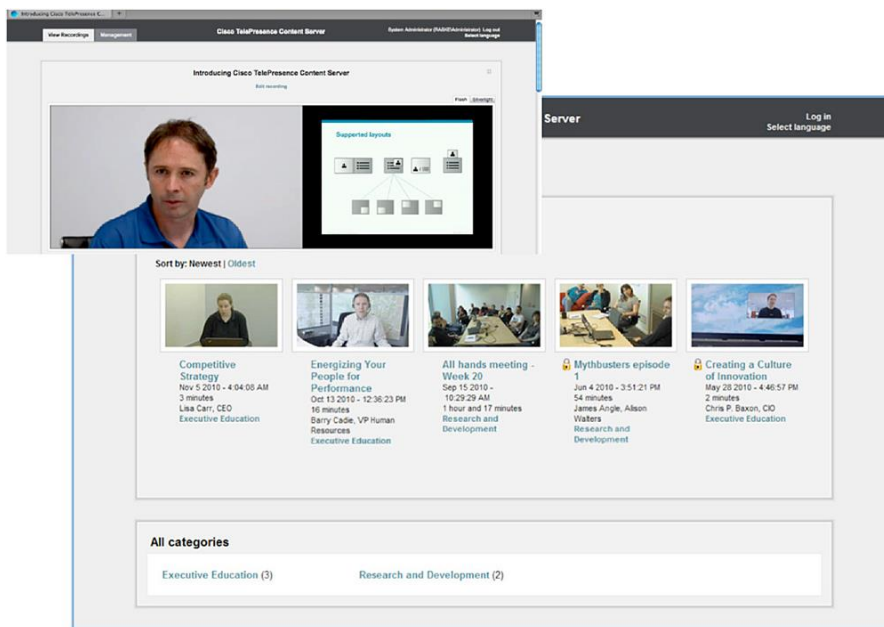 Introducing Cisco TelePresence C...
View Recordings
Management
Cisco TelePresence Content Server
System Administrator (RASHID\Administrator) Log out
Select language
Introducing Cisco TelePresence Content Server
Edit recording
Flash Silverlight
Supported layouts
Server
Log in
Select language
Sort by: Newest | Oldest
Competitive
Strategy
Nov 5 2010 - 4:04:08 AM
3 minutes
Lisa Carr, CEO
Executive Education
Energizing Your
People for
Performance
Oct 13 2010 - 12:36:23 PM
16 minutes
Barry Cade, VP Human
Resources
Executive Education
All hands meeting -
Week 20
Sep 15 2010 -
10:29:29 AM
1 hour and 17 minutes
Research and
Development
Mythbusters episode
1
Jun 4 2010 - 3:51:21 PM
54 minutes
James Angle, Alison
Walters
Research and
Development
Creating a Culture
of Innovation
May 28 2010 - 4:46:57 PM
2 minutes
Chris P. Baxon, CIO
Executive Education
All categories
Executive Education (3)
Research and Development (2)